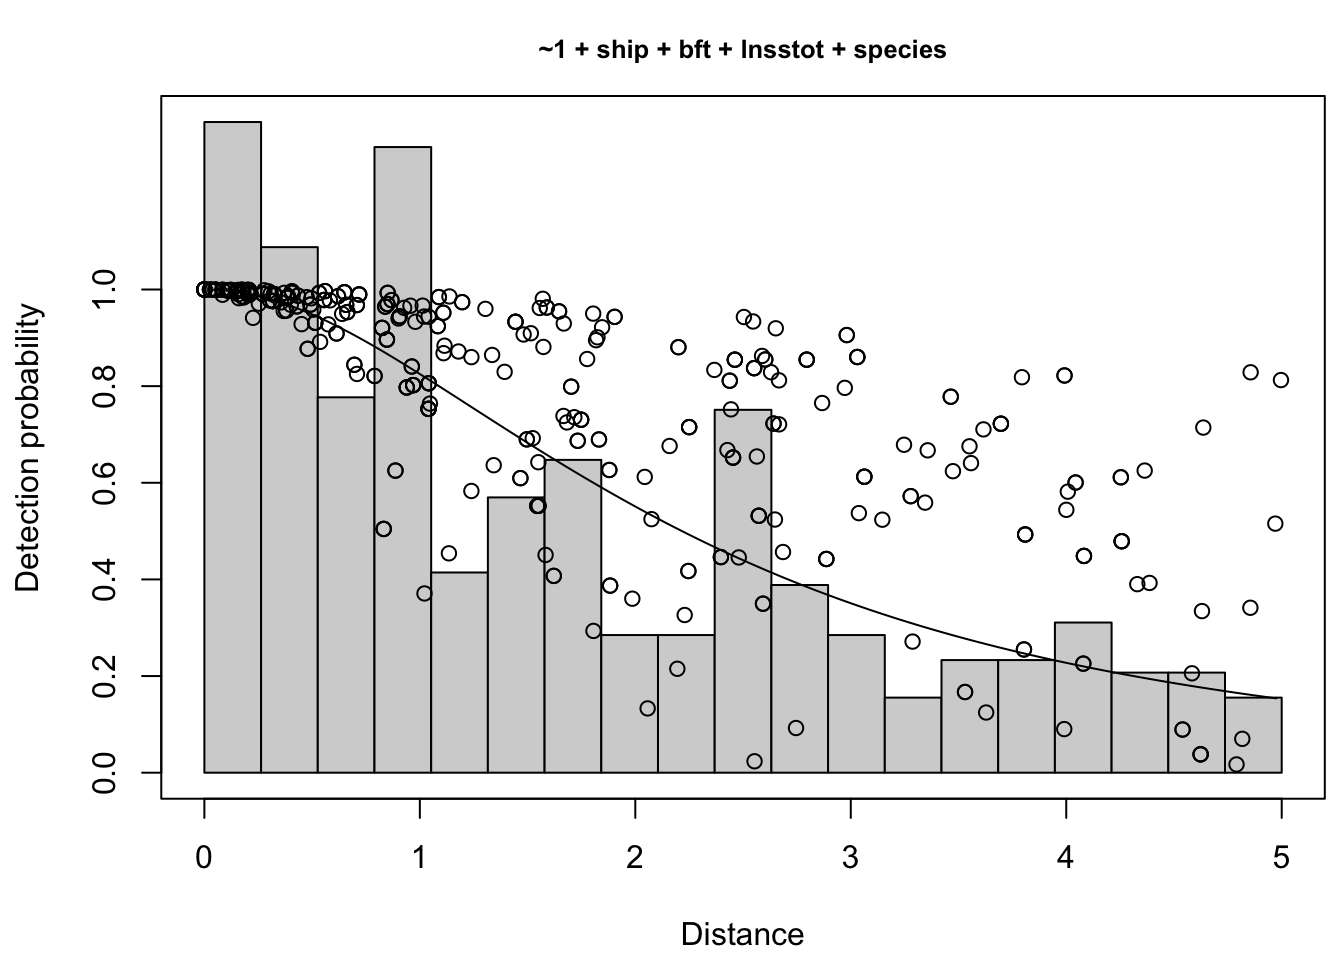 ~1 + ship + bft + lnsstot + species
Detection probability
1.0
0.8
0.6
0.4
0.2
0.0
0 1 2 3 4 5
Distance